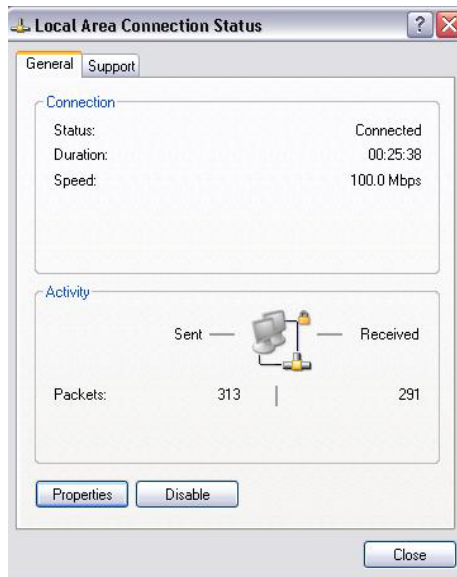 Local Area Connection Status
General Support
Connection
Status: Connected
Duration: 00:25:38
Speed: 100.0 Mbps
Activity
Sent Received
Packets: 313 291
Properties Disable
Close